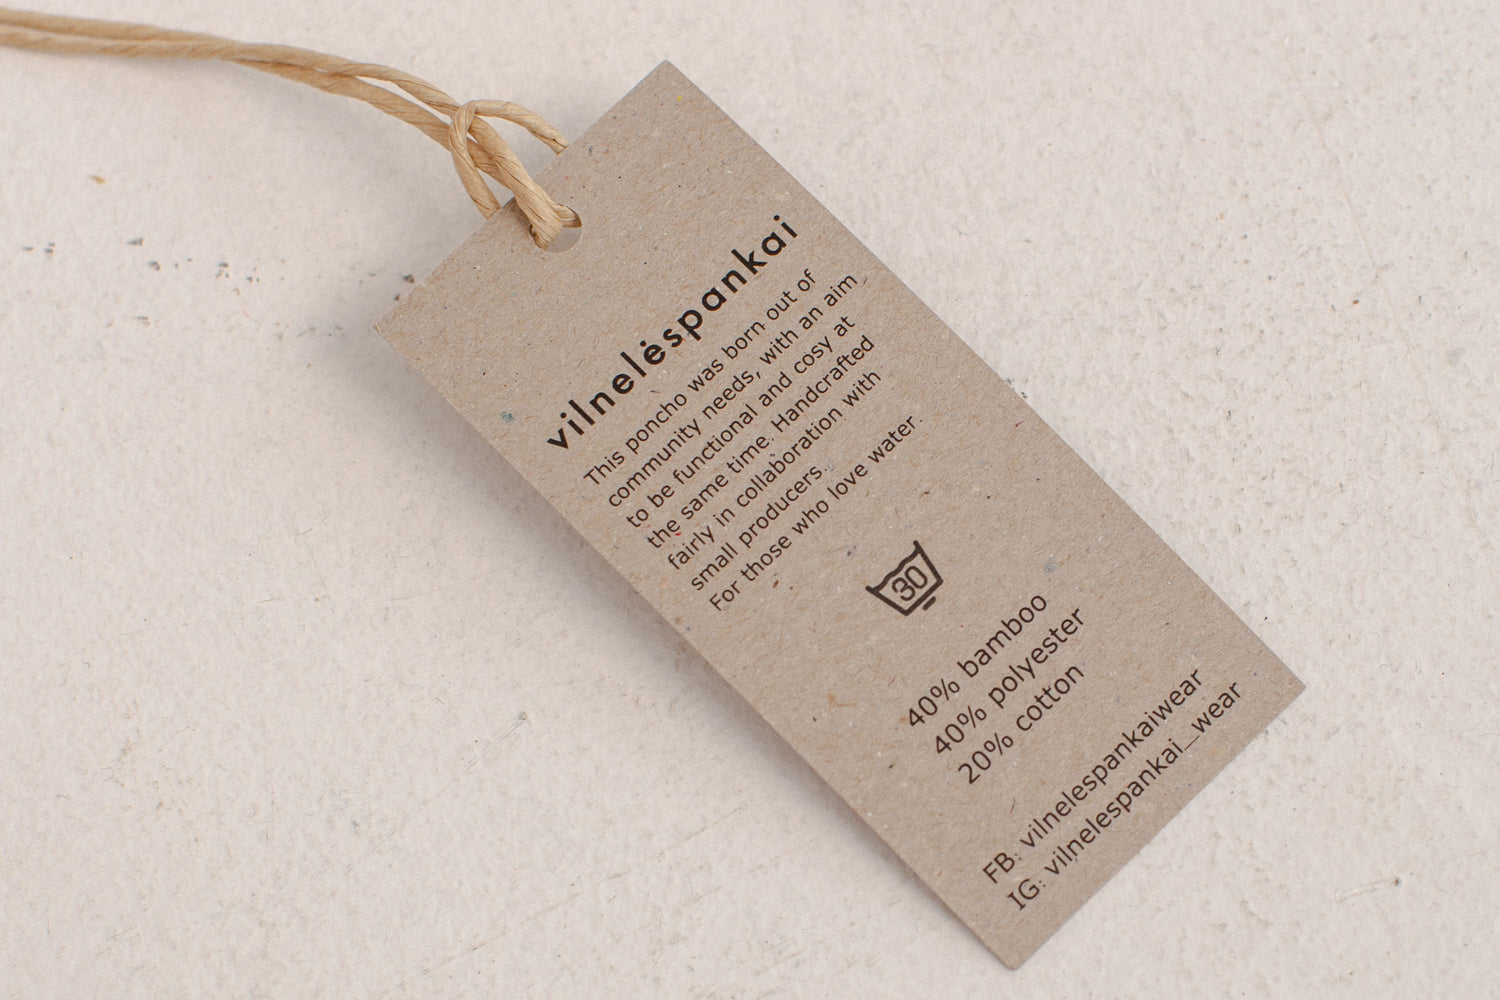 vilnelėspankai
This poncho was born out of
community needs, with an aim
to be functional and cosy at
the same time. Handcrafted
fairly in collaboration with
small producers.
For those who love water.
30
40% bamboo
40% polyester
20% cotton
FB: vilnelespankaiwear
IG: vilnelespankai_wear